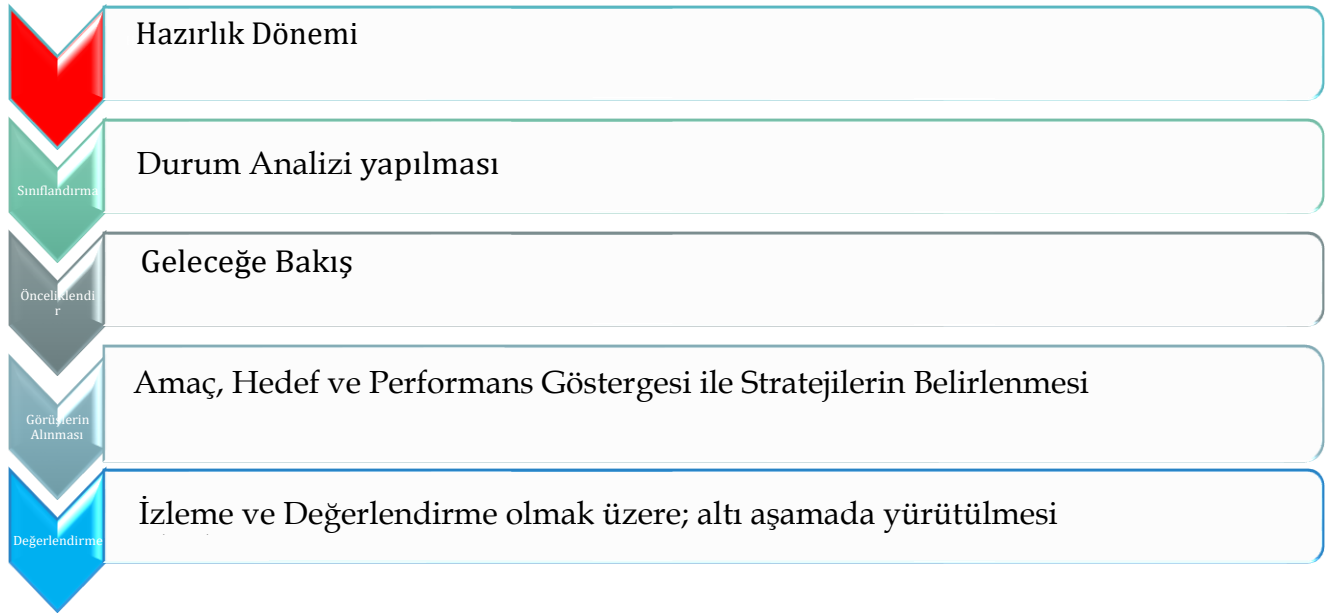 Hazırlık Dönemi
Sınıflandırma
Durum Analizi yapılması
Önceliklendi
r
Geleceğe Bakış
Görüşlerin
Alınması
Amaç, Hedef ve Performans Göstergesi ile Stratejilerin Belirlenmesi
Değerlendirme
İzleme ve Değerlendirme olmak üzere; altı aşamada yürütülmesi